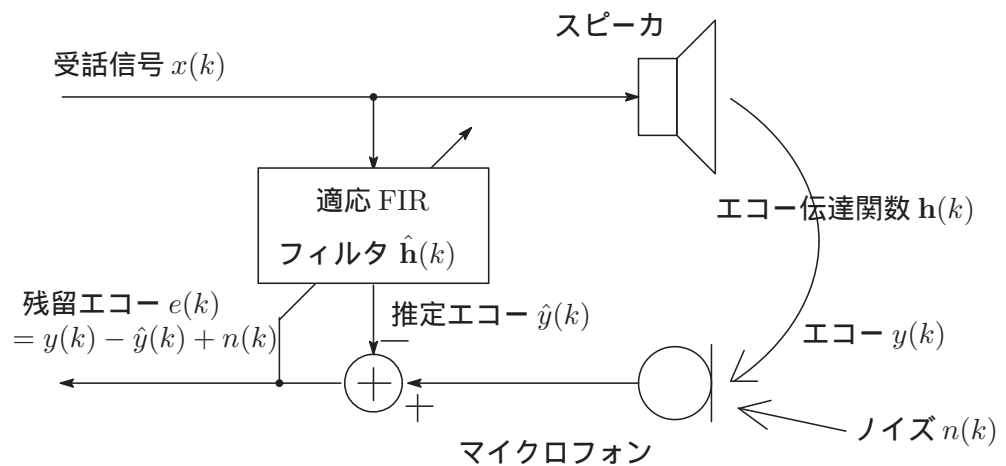 スピーカ
受話信号 x(k)
適応 FIR
フィルタ ĥ(k)
エコー伝達関数 h(k)
残留エコー e(k)
= y(k) − ŷ(k) + n(k)
推定エコー ŷ(k)
−
エコー y(k)
+
+
ノイズ n(k)
マイクロフォン